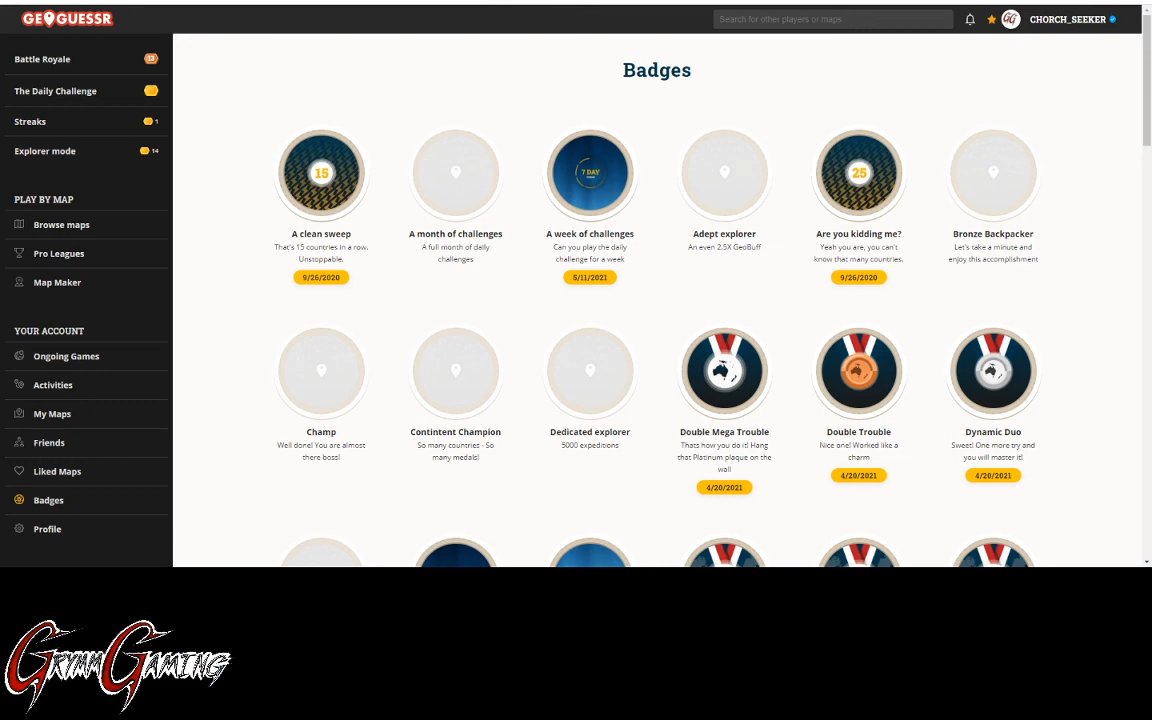 GEOGUESSR
Search for other players or maps
GG
CHORCH_SEEKER
Battle Royale
13
The Daily Challenge
Streaks
1
Explorer mode
14
PLAY BY MAP
Browse maps
Pro Leagues
Map Maker
YOUR ACCOUNT
Ongoing Games
Activities
My Maps
Friends
Liked Maps
Badges
Profile
Badges
15
A clean sweep
That's 15 countries in a row.
Unstoppable.
9/26/2020
A month of challenges
A full month of daily
challenges
7 DAY
A week of challenges
Can you play the daily
challenge for a week
5/11/2021
Adept explorer
An even 2.5X GeoBuff
25
Are you kidding me?
Yeah you are, you can't
know that many countries.
9/26/2020
Bronze Backpacker
Let's take a minute and
enjoy this accomplishment
Champ
Well done! You are almost
there boss!
Contintent Champion
So many countries - So
many medals!
Dedicated explorer
5000 expeditions
Double Mega Trouble
Thats how you do it! Hang
that Platinum plaque on the
wall
4/20/2021
Double Trouble
Nice one! Worked like a
charm
4/20/2021
Dynamic Duo
Sweet! One more try and
you will master it!
4/20/2021
GRYMMGAMING